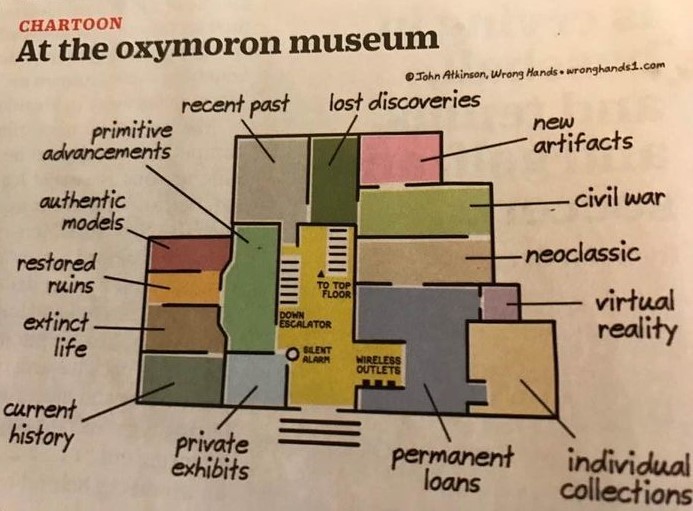 CHARTOON
At the oxymoron museum
© John Atkinson, Wrong Hands • wronghands1.com
recent past
lost discoveries
primitive
advancements
new
artifacts
authentic
models
civil war
restored
ruins
neoclassic
extinct
life
virtual
reality
TO TOP
FLOOR
DOWN
ESCALATOR
SILENT
ALARM
WIRELESS
OUTLETS
current
history
private
exhibits
permanent
loans
individual
collections